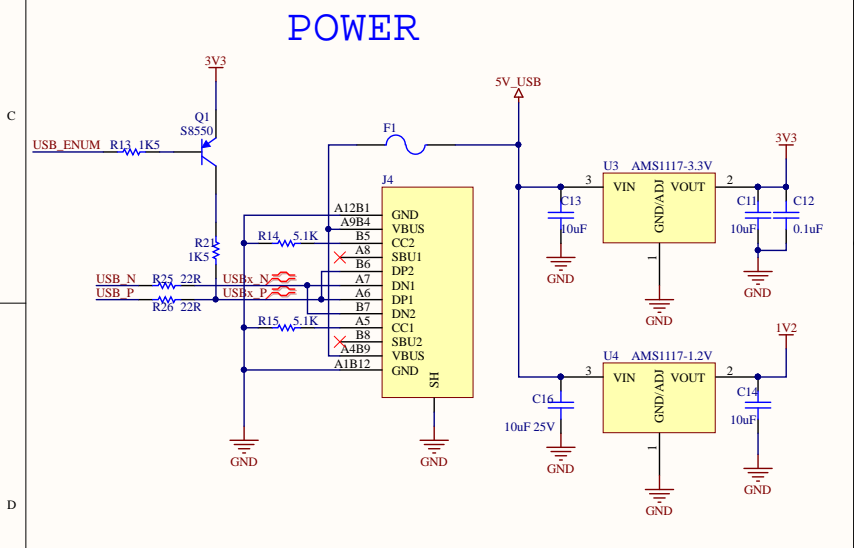 POWER
3V3
5V_USB
C
Q1
S8550
F1
USB_ENUM
R13 1K5
3V3
J4
U3 AMS1117-3.3V
3 VIN VOUT 2
GND/ADJ
1
C13
10uF
C11
10uF
C12
0.1uF
GND
GND
GND
A12B1 GND
A9B4 VBUS
R14 5.1K
B5 CC2
A8 SBU1
R21
1K5
B6 DP2
USB_N R25 22R USBx_N
A7 DN1
USB_P
R26 22R
USBx_P
A6 DP1
B7 DN2
R15 5.1K
A5 CC1
B8 SBU2
A4B9 VBUS
A1B12 GND
SH
1V2
U4 AMS1117-1.2V
3 VIN VOUT 2
GND/ADJ
1
C16
10uF 25V
C14
10uF
GND
GND
GND
GND
GND
D